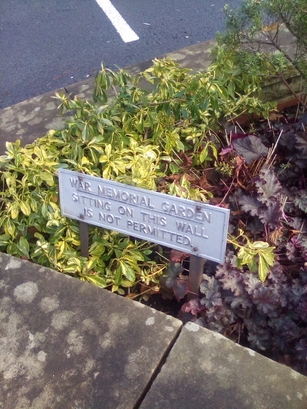 WAR MEMORIAL GARDEN
SITTING ON THIS WALL
IS NOT PERMITTED